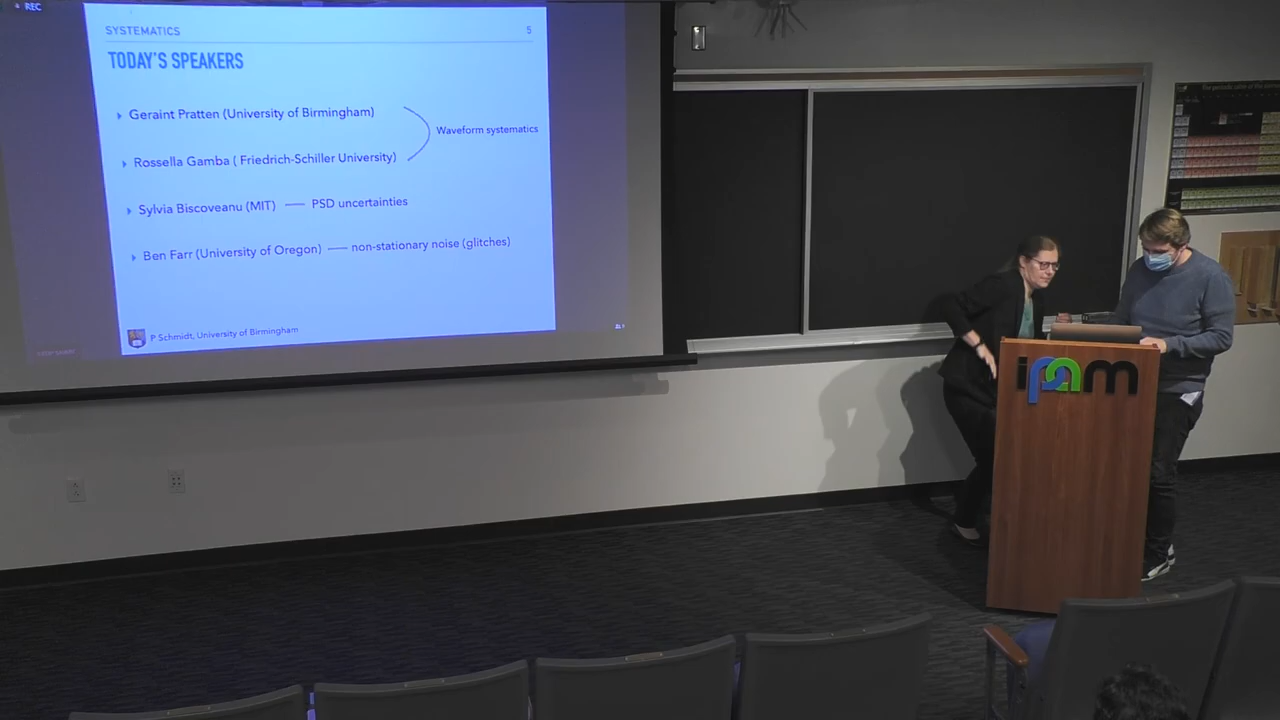 REC
SYSTEMATICS 5
TODAY'S SPEAKERS
Geraint Pratten (University of Birmingham)
Waveform systematics
Rossella Gamba ( Friedrich-Schiller University)
Sylvia Biscoveanu (MIT) — PSD uncertainties
Ben Farr (University of Oregon) — non-stationary noise (glitches)
P Schmidt, University of Birmingham
ipam